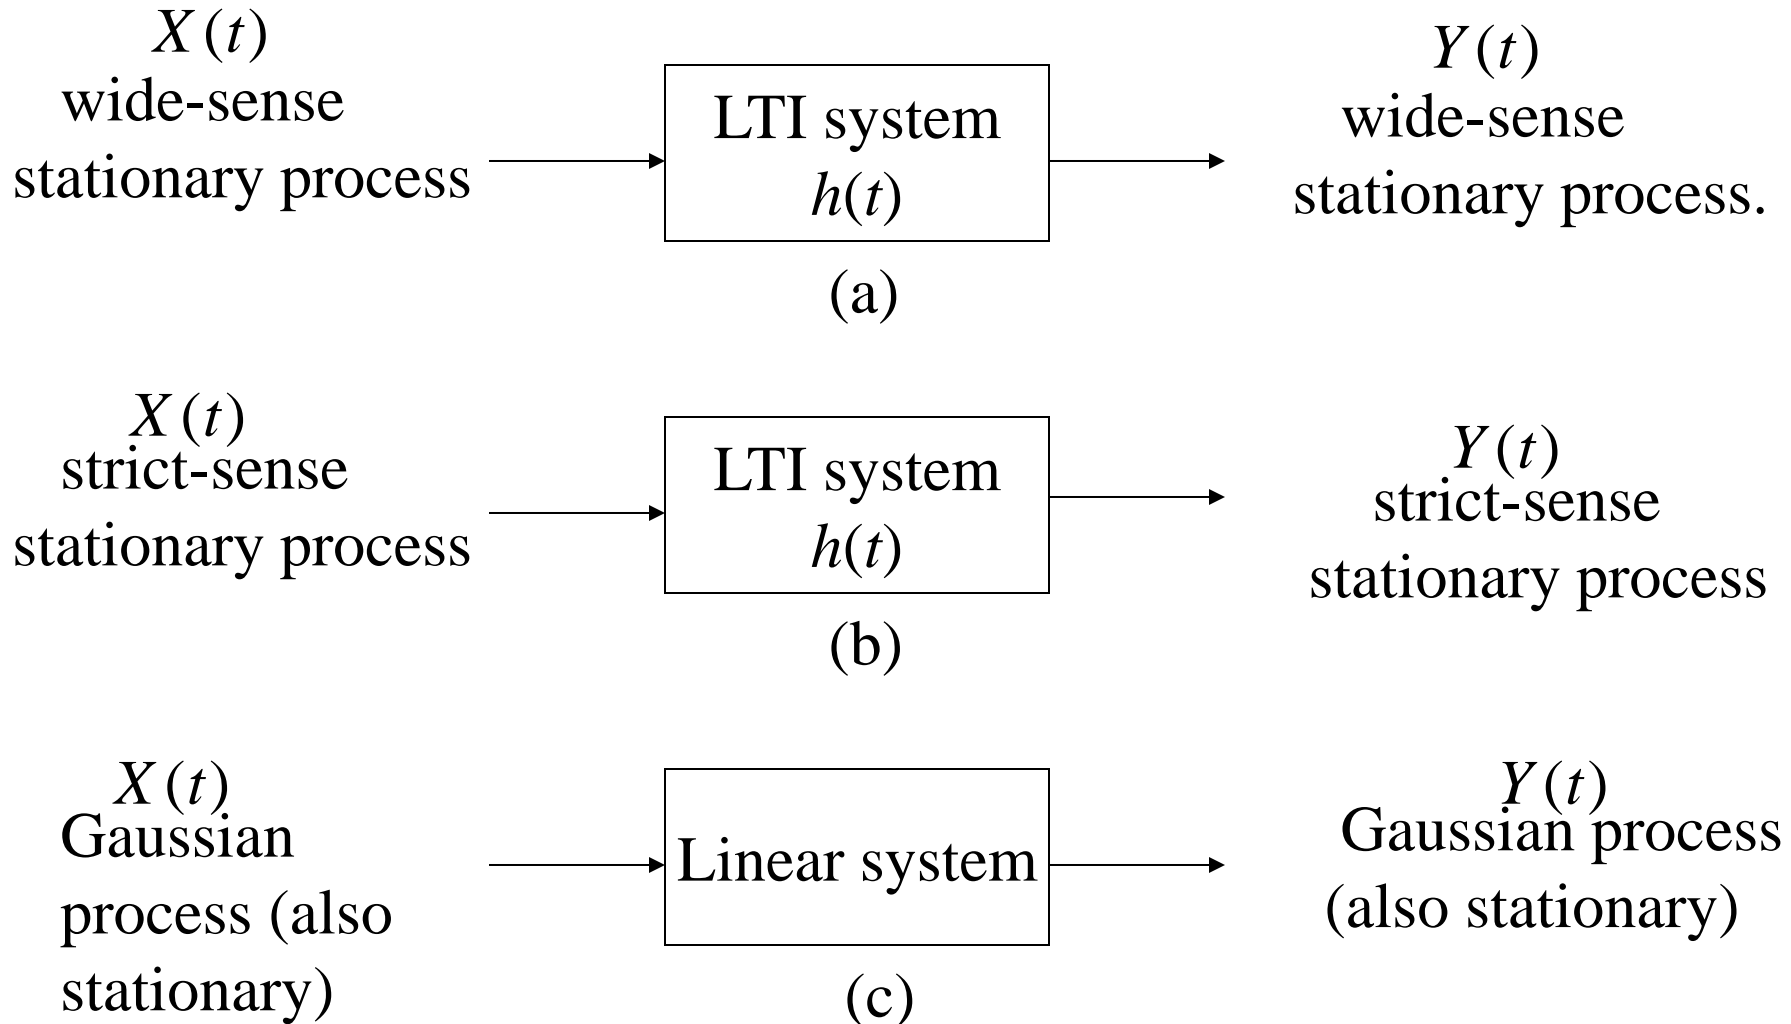 X(t)
wide-sense
stationary process
LTI system
h(t)
Y(t)
wide-sense
stationary process.
(a)
X(t)
strict-sense
stationary process
LTI system
h(t)
Y(t)
strict-sense
stationary process
(b)
X(t)
Gaussian
process (also
stationary)
Linear system
Y(t)
Gaussian process
(also stationary)
(c)